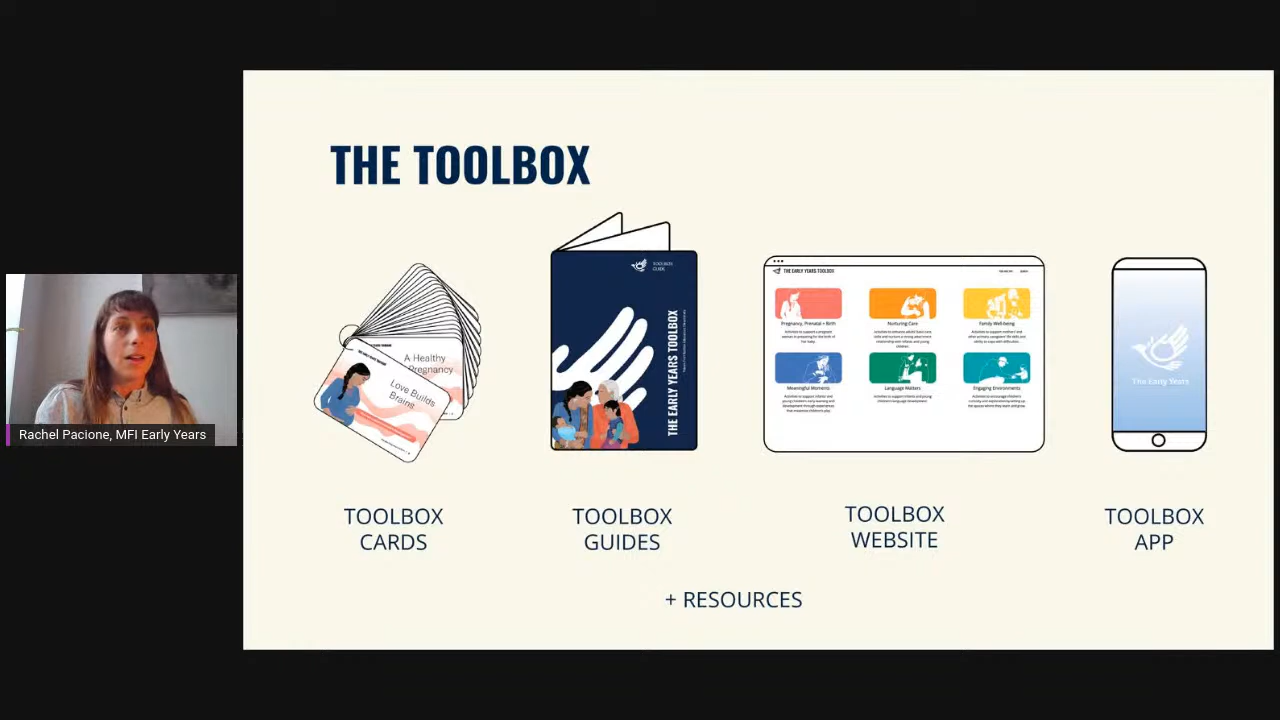 THE TOOLBOX
A Healthy
Pregnancy
Love Builds
Brains
TOOLBOX
GUIDE
THE EARLY YEARS TOOLBOX
THE EARLY YEARS TOOLBOX
Pregnancy, Prenatal + Birth
Nurturing Care
Family Well-being
Meaningful Moments
Language Matters
Engaging Environments
The Early Years
Rachel Pacione, MFI Early Years
TOOLBOX
CARDS
TOOLBOX
GUIDES
TOOLBOX
WEBSITE
TOOLBOX
APP
+ RESOURCES